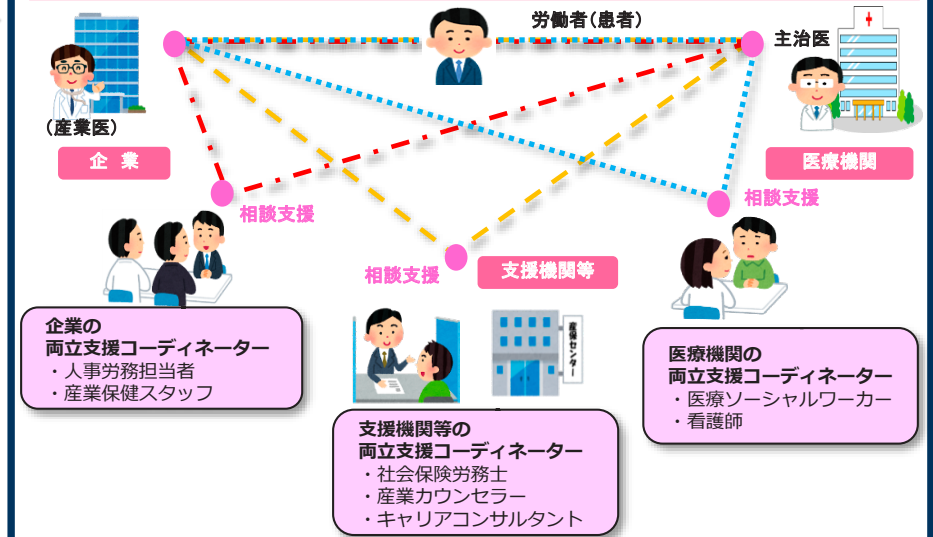 労働者（患者）
主治医
（産業医）
企 業
医療機関
相談支援
相談支援
相談支援
支援機関等
産保センター
企業の
両立支援コーディネーター
・人事労務担当者
・産業保健スタッフ
支援機関等の
両立支援コーディネーター
・社会保険労務士
・産業カウンセラー
・キャリアコンサルタント
医療機関の
両立支援コーディネーター
・医療ソーシャルワーカー
・看護師